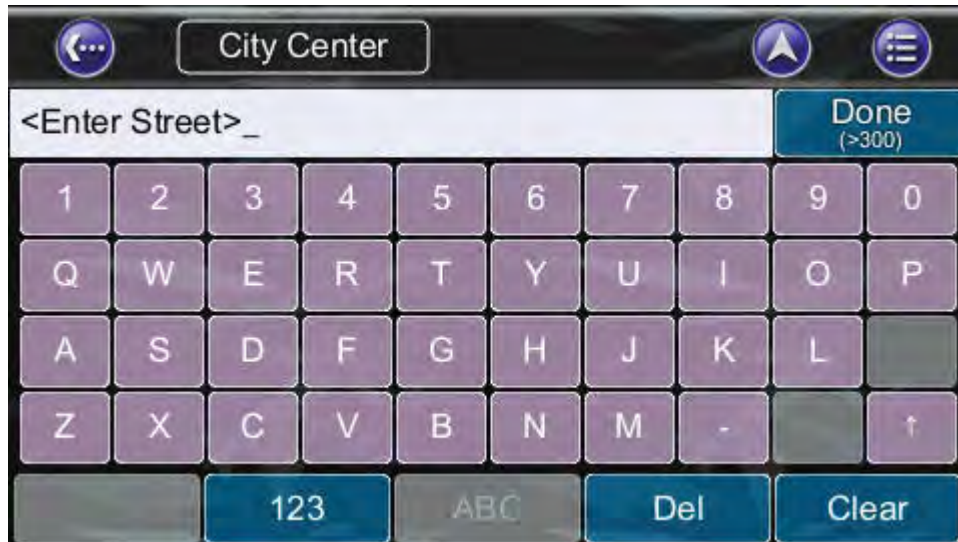 City Center
<Enter Street>_
Done
(>300)
1 2 3 4 5 6 7 8 9 0
Q W E R T Y U I O P
A S D F G H J K L
Z X C V B N M - ↑
123 ABC Del Clear